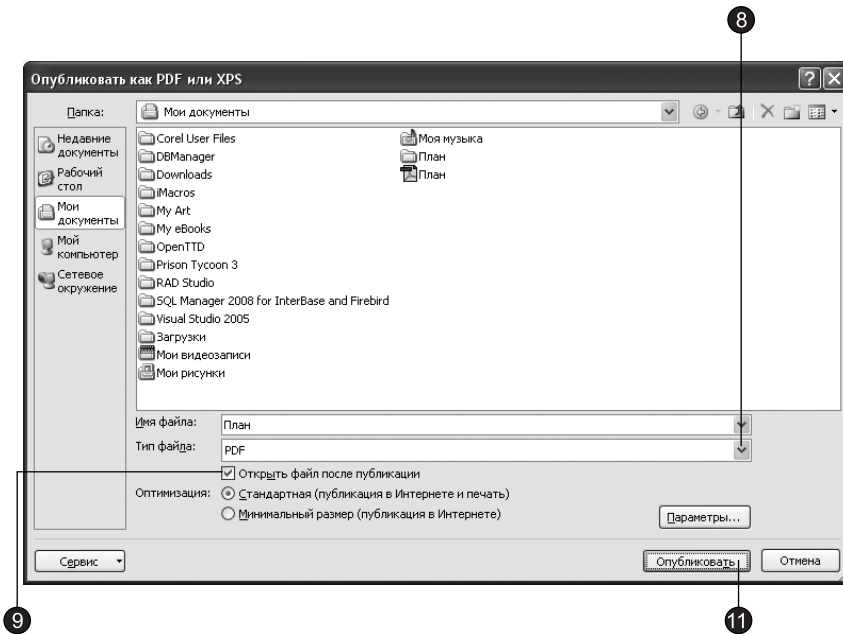 8
Опубликовать как PDF или XPS
Папка:
Мои документы
Недавние
документы
Рабочий
стол
Мои
документы
Мой
компьютер
Сетевое
окружение
Corel User Files
DBManager
Downloads
iMacros
My Art
My eBooks
OpenTTD
Prison Tycoon 3
RAD Studio
SQL Manager 2008 for InterBase and Firebird
Visual Studio 2005
Загрузки
Мои видеозаписи
Мои рисунки
Моя музыка
План
План
Имя файла:
План
Тип файла:
PDF
Открыть файл после публикации
Оптимизация:
Стандартная (публикация в Интернете и печать)
Минимальный размер (публикация в Интернете)
Параметры...
Сервис
Опубликовать
Отмена
9
11